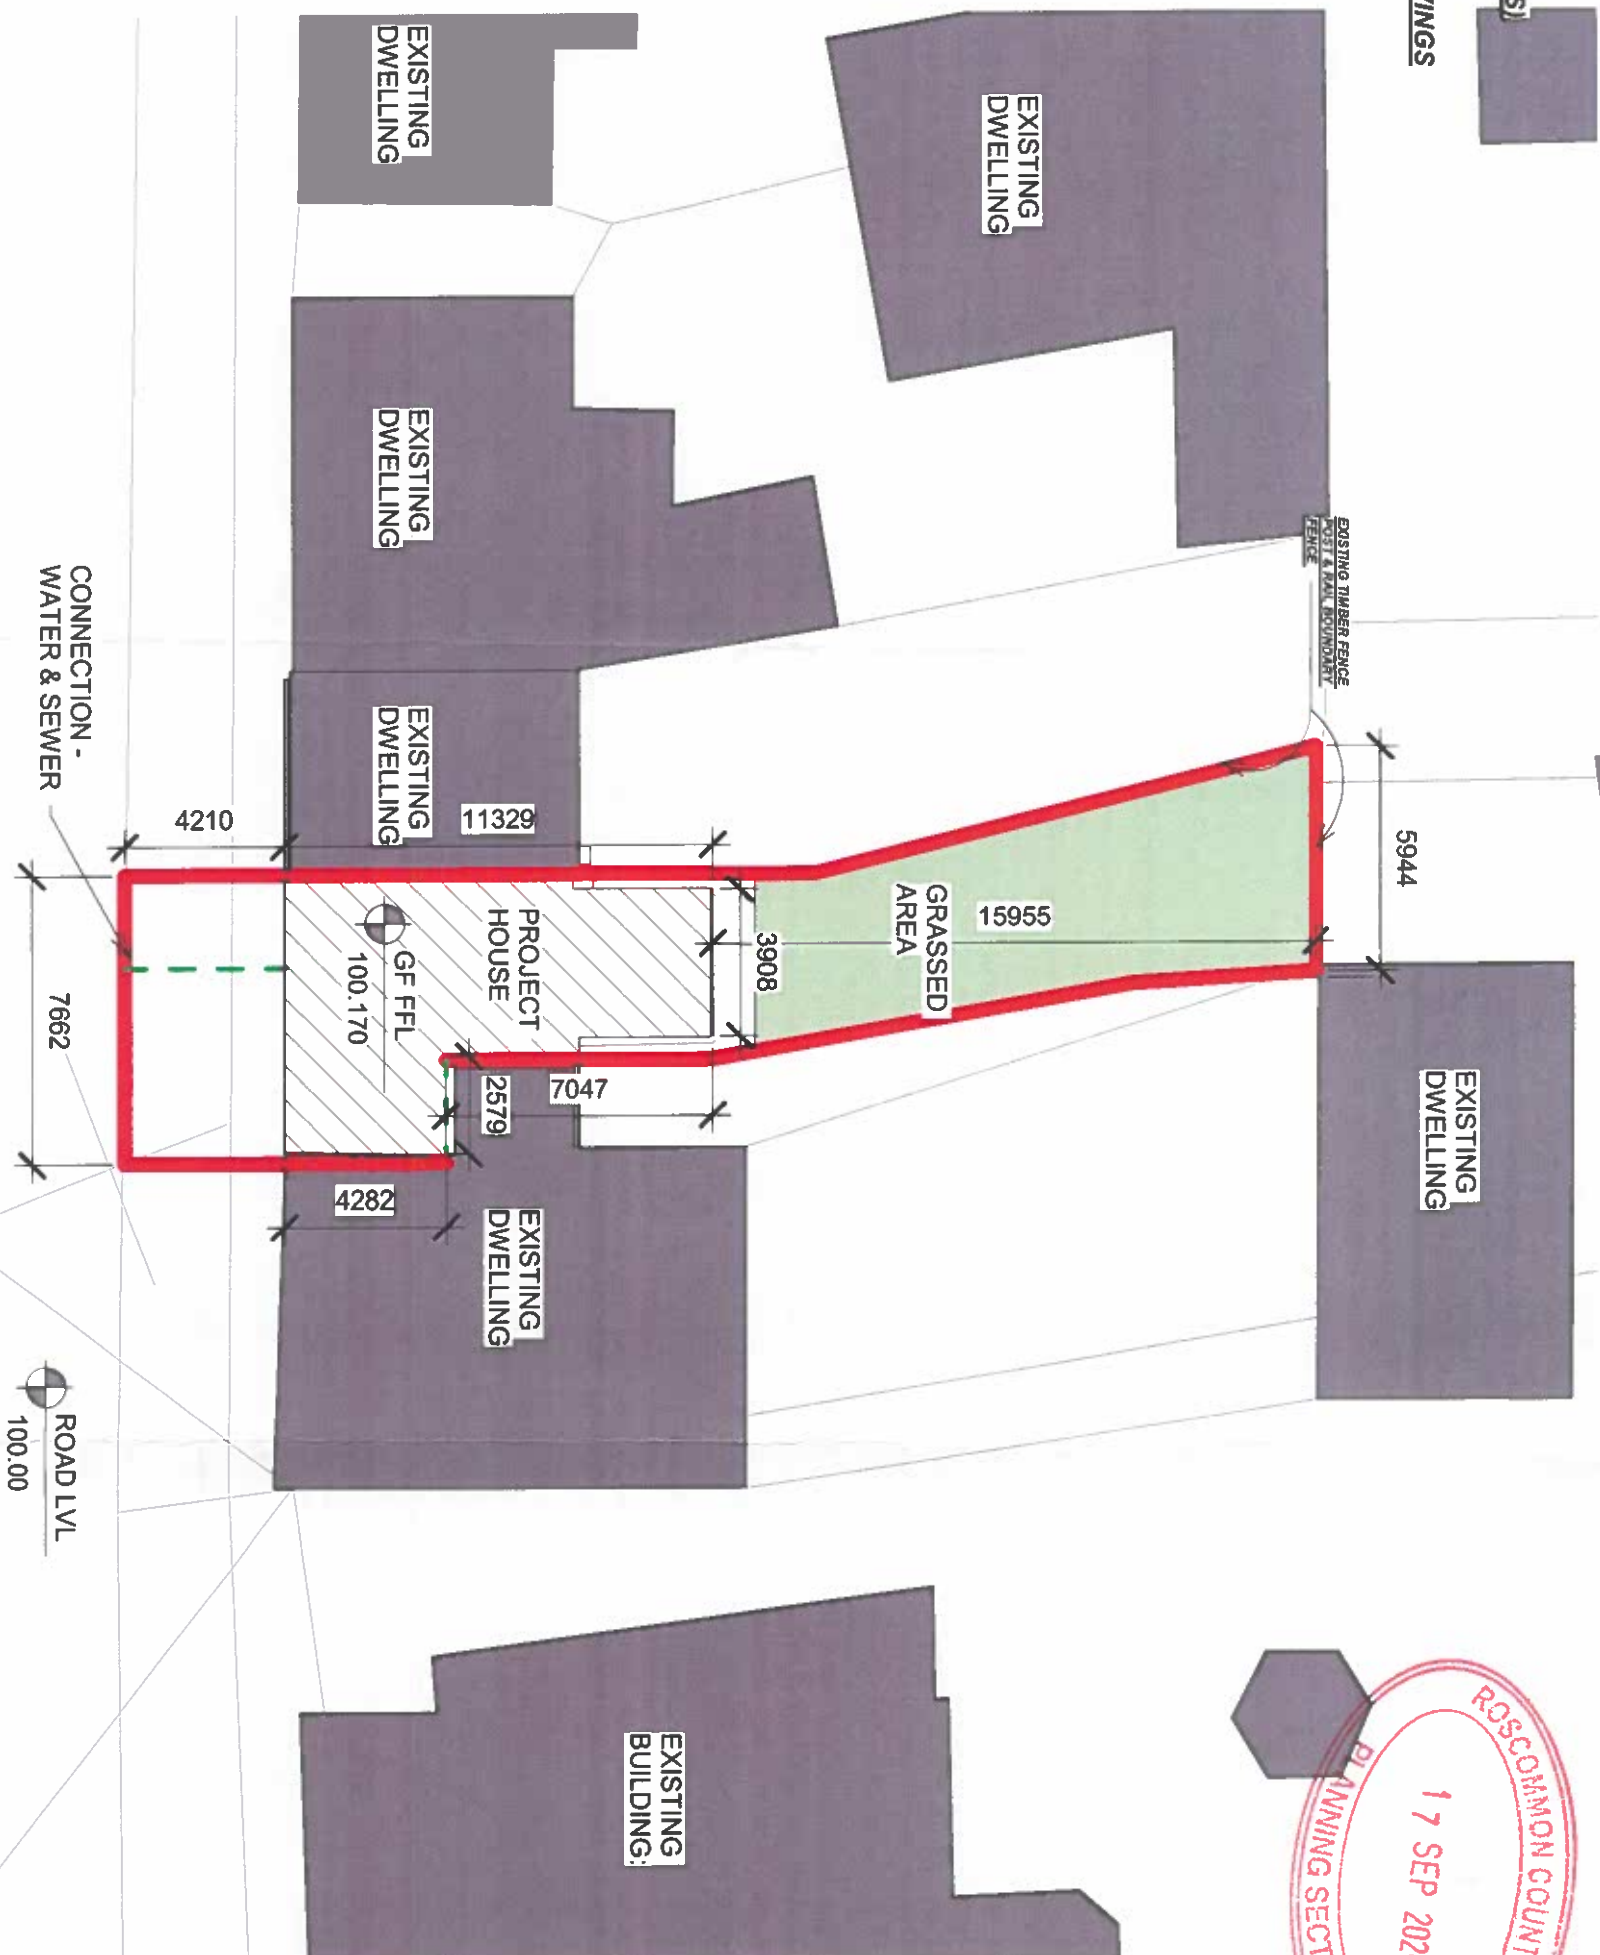 S)
INGS
EXISTING
DWELLING
EXISTING
DWELLING
EXISTING
DWELLING
EXISTING
DWELLING
EXISTING TIMBER FENCE
POST & RAIL BOUNDARY
FENCE
5944
15955
GRASSED
AREA
3908
11329
4210
PROJECT
HOUSE
GF FFL
100.170
7047
2579
4282
7662
CONNECTION -
WATER & SEWER
EXISTING
DWELLING
EXISTING
DWELLING
ROAD LVL
100.00
EXISTING
BUILDING:
ROSCOMMON COUNT
17 SEP 202
PLANNING SECT